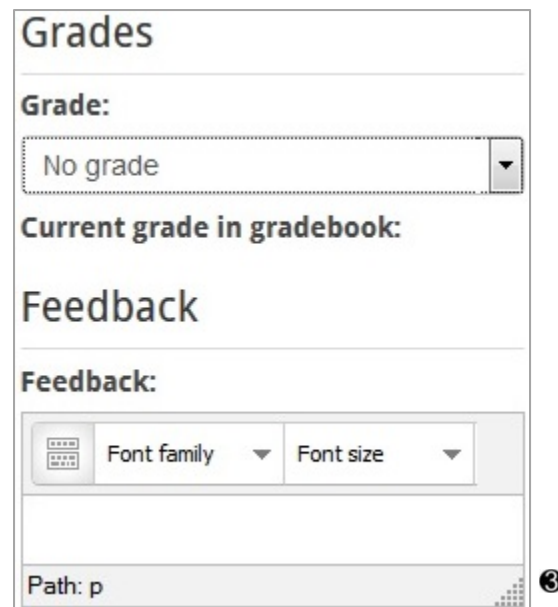 Grades
Grade:
No grade
Current grade in gradebook:
Feedback
Feedback:
Font family Font size
Path: p
❸